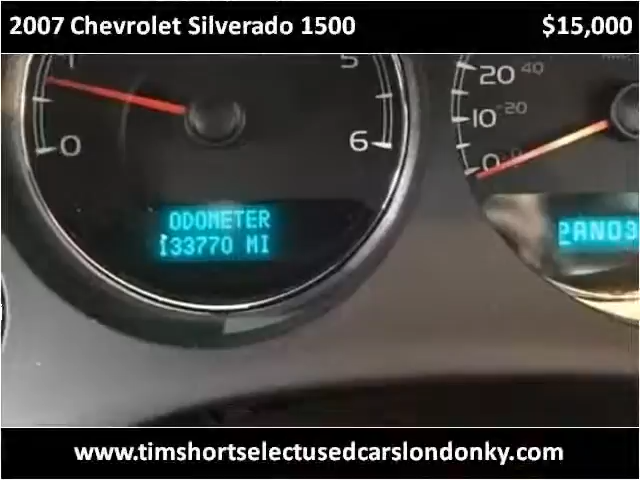 2007 Chevrolet Silverado 1500 $15,000
5
20 40
10 20
0 6 0
ODOMETER
133770 MI
www.timshortselectusedcarslondonky.com